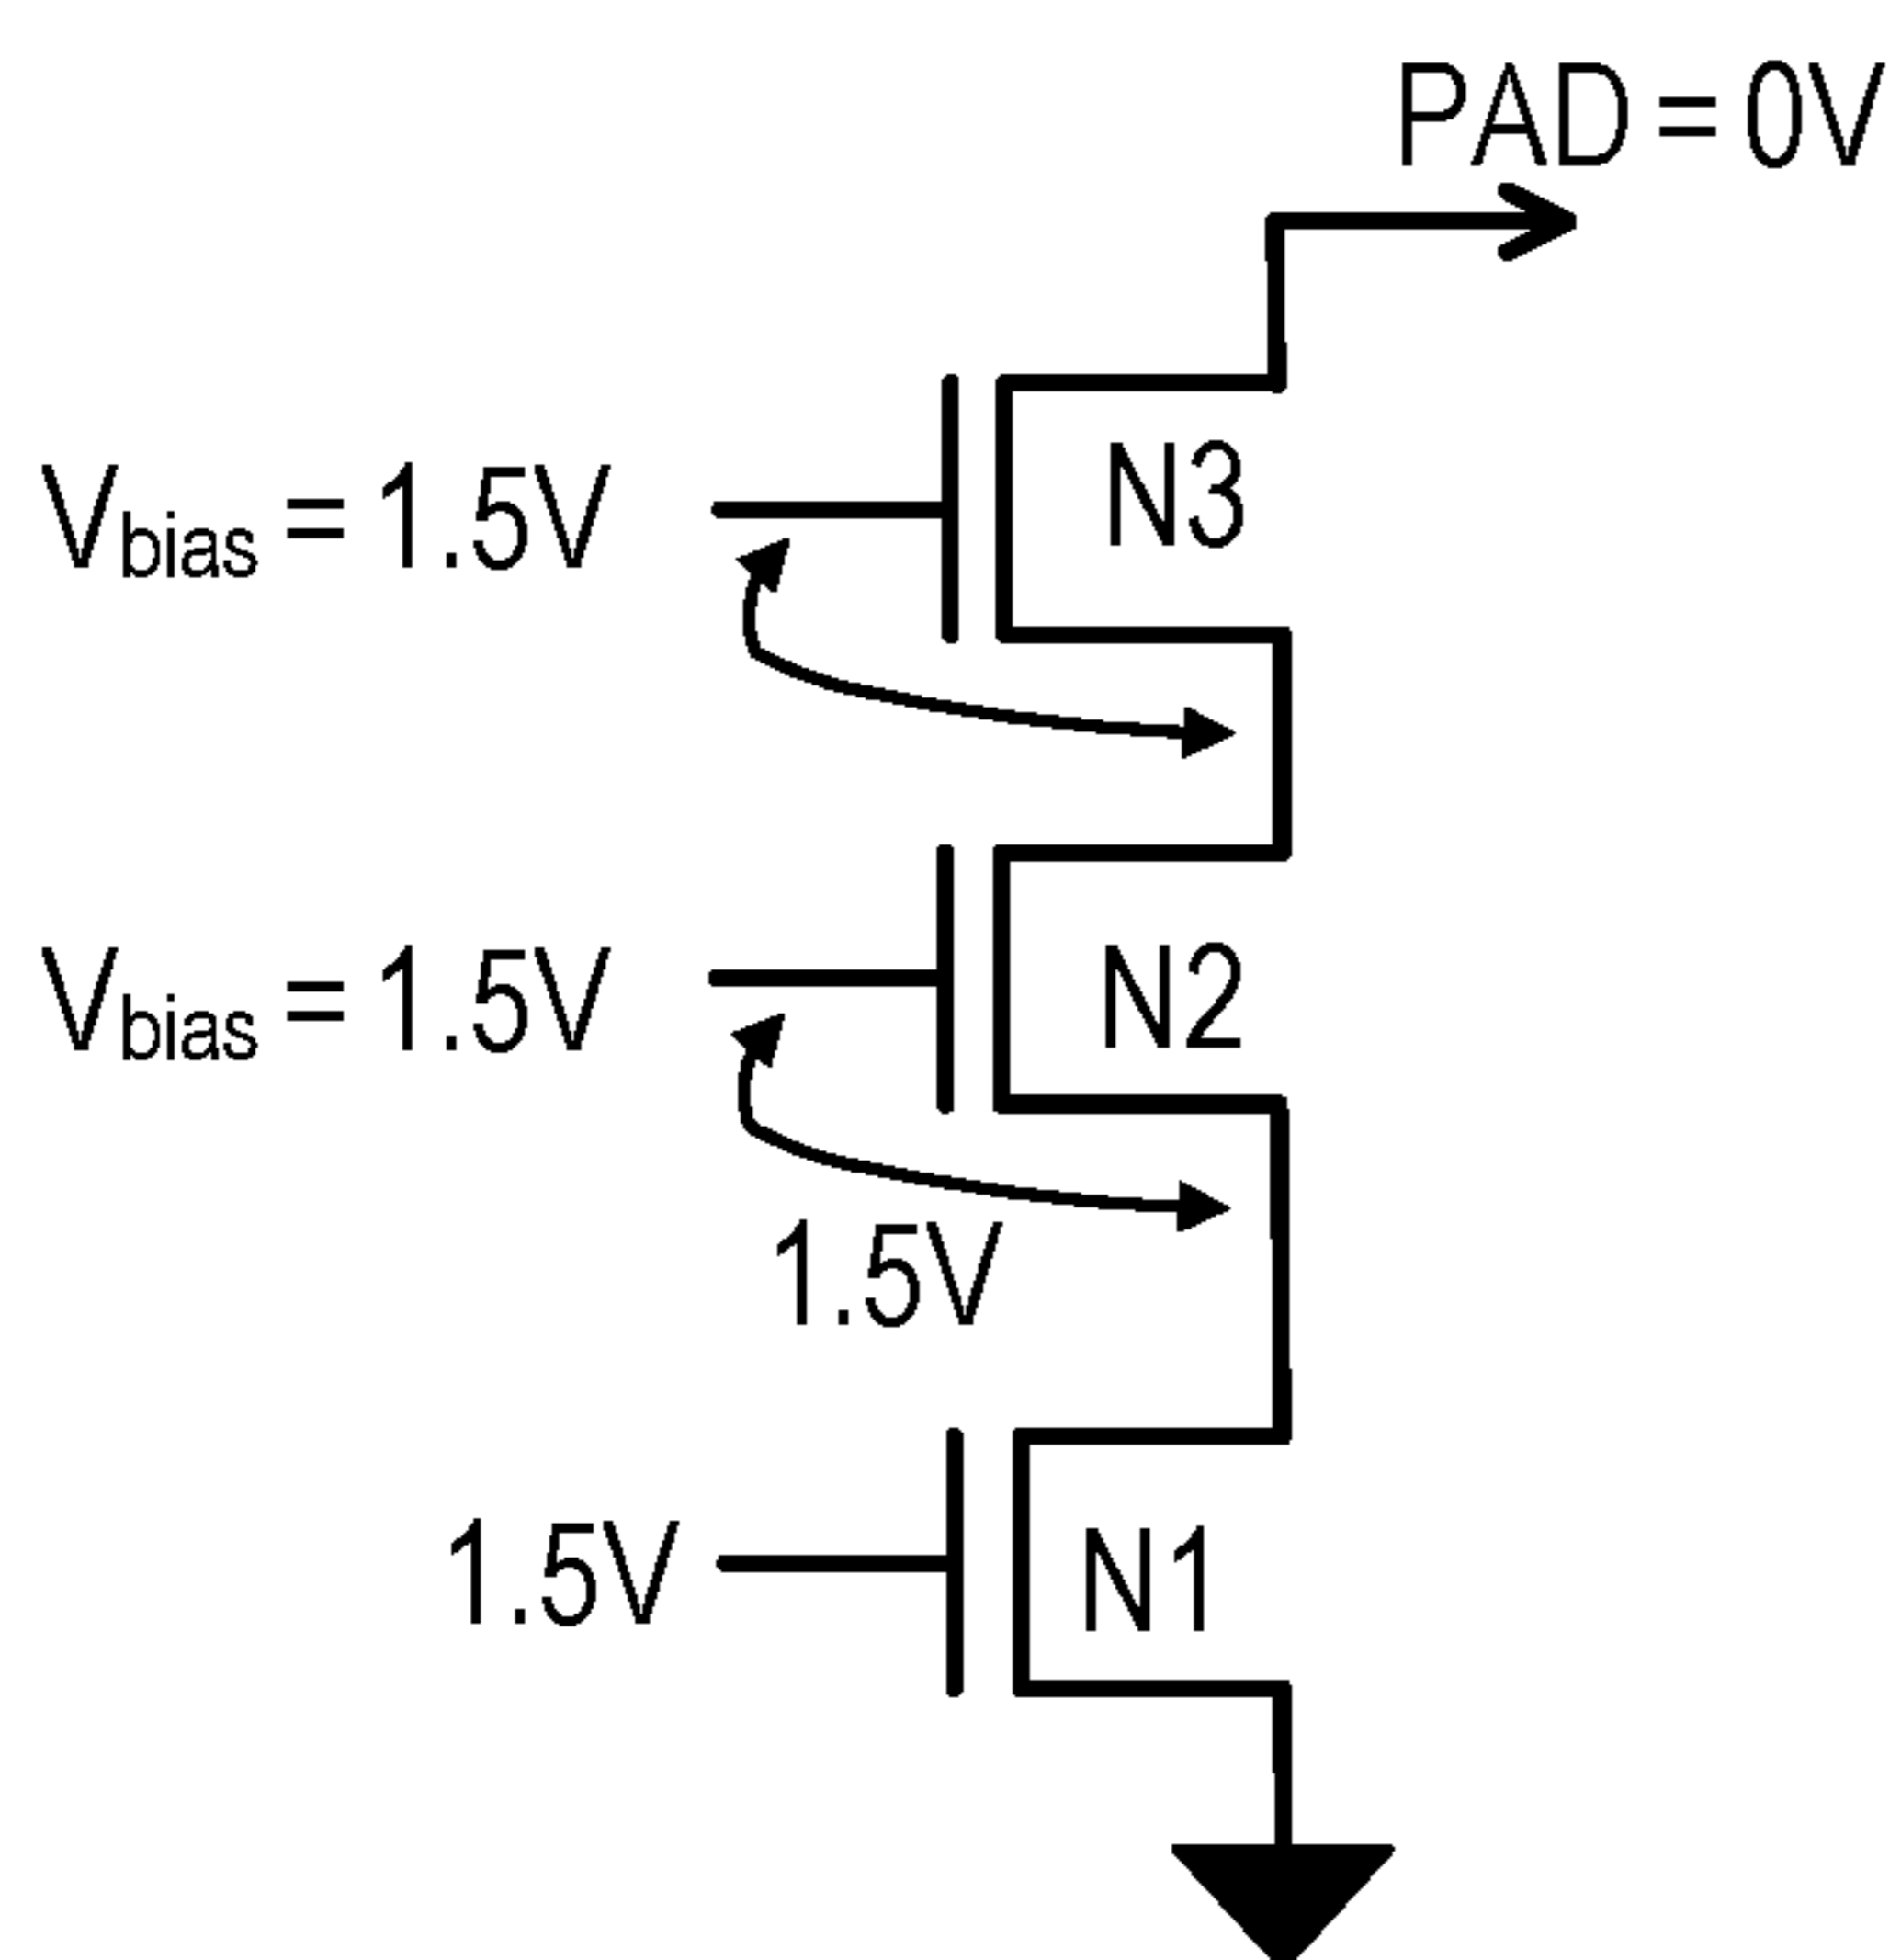 PAD = 0V
Vbias = 1.5V
N3
Vbias = 1.5V
N2
1.5V
1.5V
N1